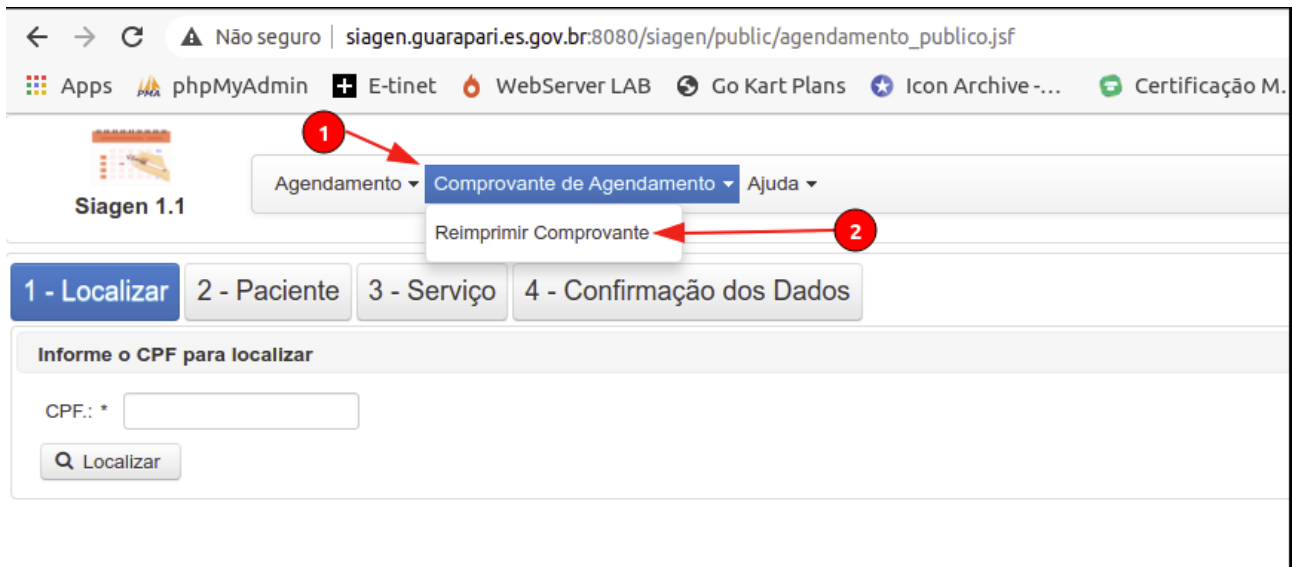 Não seguro | siagen.guarapari.es.gov.br:8080/siagen/public/agendamento_publico.jsf
Apps phpMyAdmin E-tinet WebServer LAB Go Kart Plans Icon Archive -... Certificação M.
1
Agendamento Comprovante de Agendamento Ajuda
Siagen 1.1
Reimprimir Comprovante 2
1 - Localizar 2 - Paciente 3 - Serviço 4 - Confirmação dos Dados
Informe o CPF para localizar
CPF.: *
Localizar